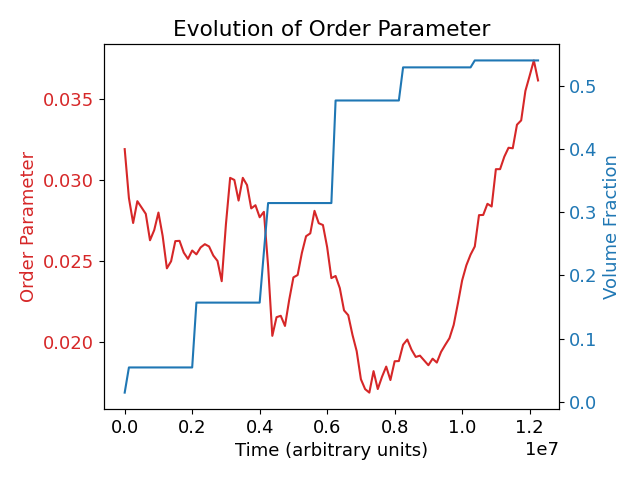 Evolution of Order Parameter
Order Parameter
0.035
0.030
0.025
0.020
0.5
0.4
0.3
0.2
0.1
0.0
Volume Fraction
0.0 0.2 0.4 0.6 0.8 1.0 1.2
1e7
Time (arbitrary units)